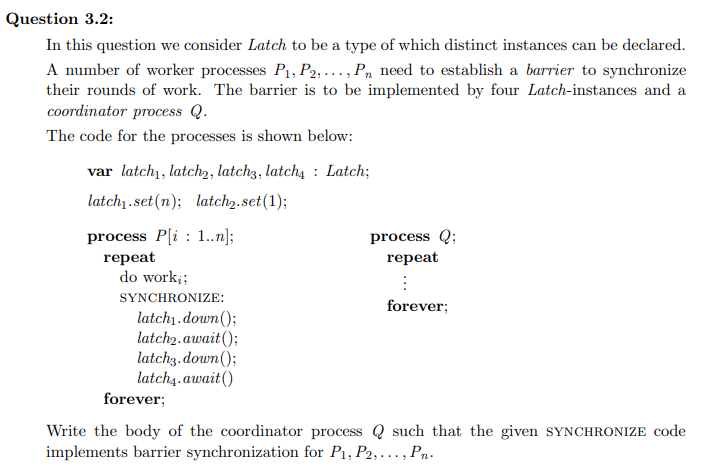 Question 3.2:
In this question we consider Latch to be a type of which distinct instances can be declared.
A number of worker processes P₁, P₂, . . . , Pₙ need to establish a barrier to synchronize
their rounds of work. The barrier is to be implemented by four Latch-instances and a
coordinator process Q.
The code for the processes is shown below:
var latch₁, latch₂, latch₃, latch₄ : Latch;
latch₁.set(n); latch₂.set(1);
process P[i : 1..n];
repeat
do workᵢ;
SYNCHRONIZE:
latch₁.down();
latch₂.await();
latch₃.down();
latch₄.await()
forever;
process Q;
repeat
⋮
forever;
Write the body of the coordinator process Q such that the given SYNCHRONIZE code
implements barrier synchronization for P₁, P₂, . . . , Pₙ.